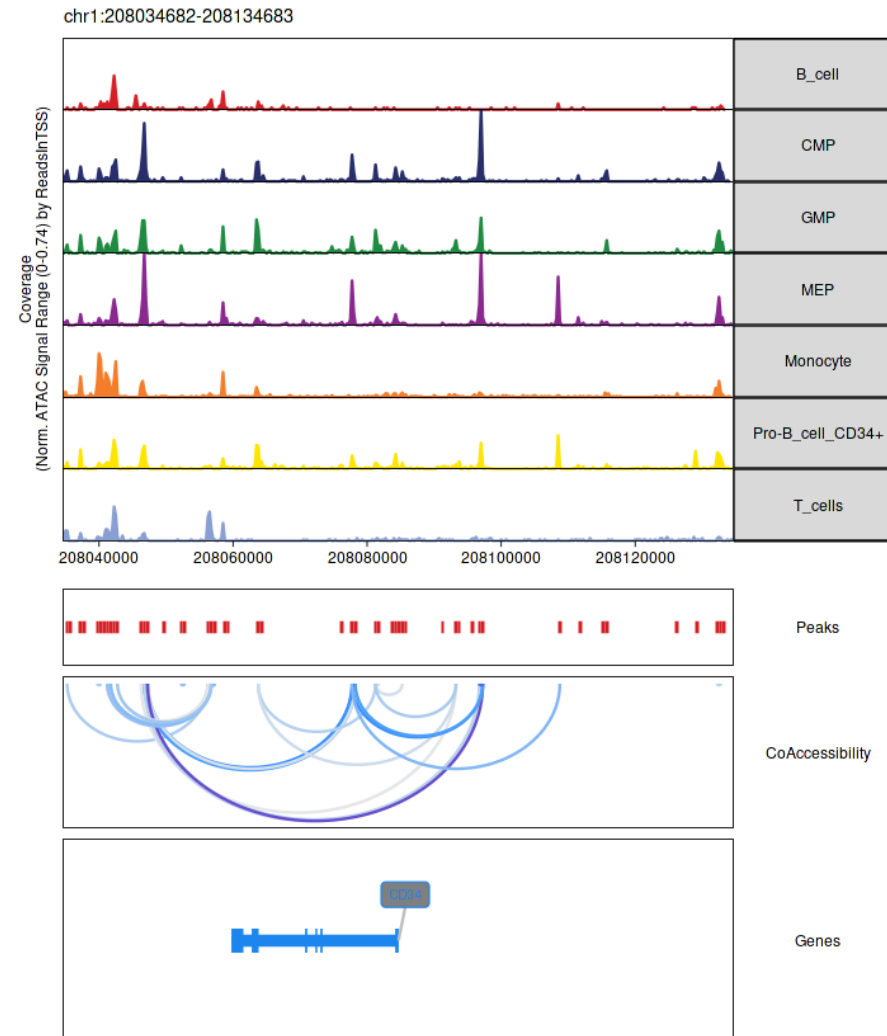 chr1:208034682-208134683
Coverage
(Norm. ATAC Signal Range (0-0.74) by ReadsInTSS)
B_cell
CMP
GMP
MEP
Monocyte
Pro-B_cell_CD34+
T_cells
208040000 208060000 208080000 208100000 208120000
Peaks
CoAccessibility
CD34
Genes